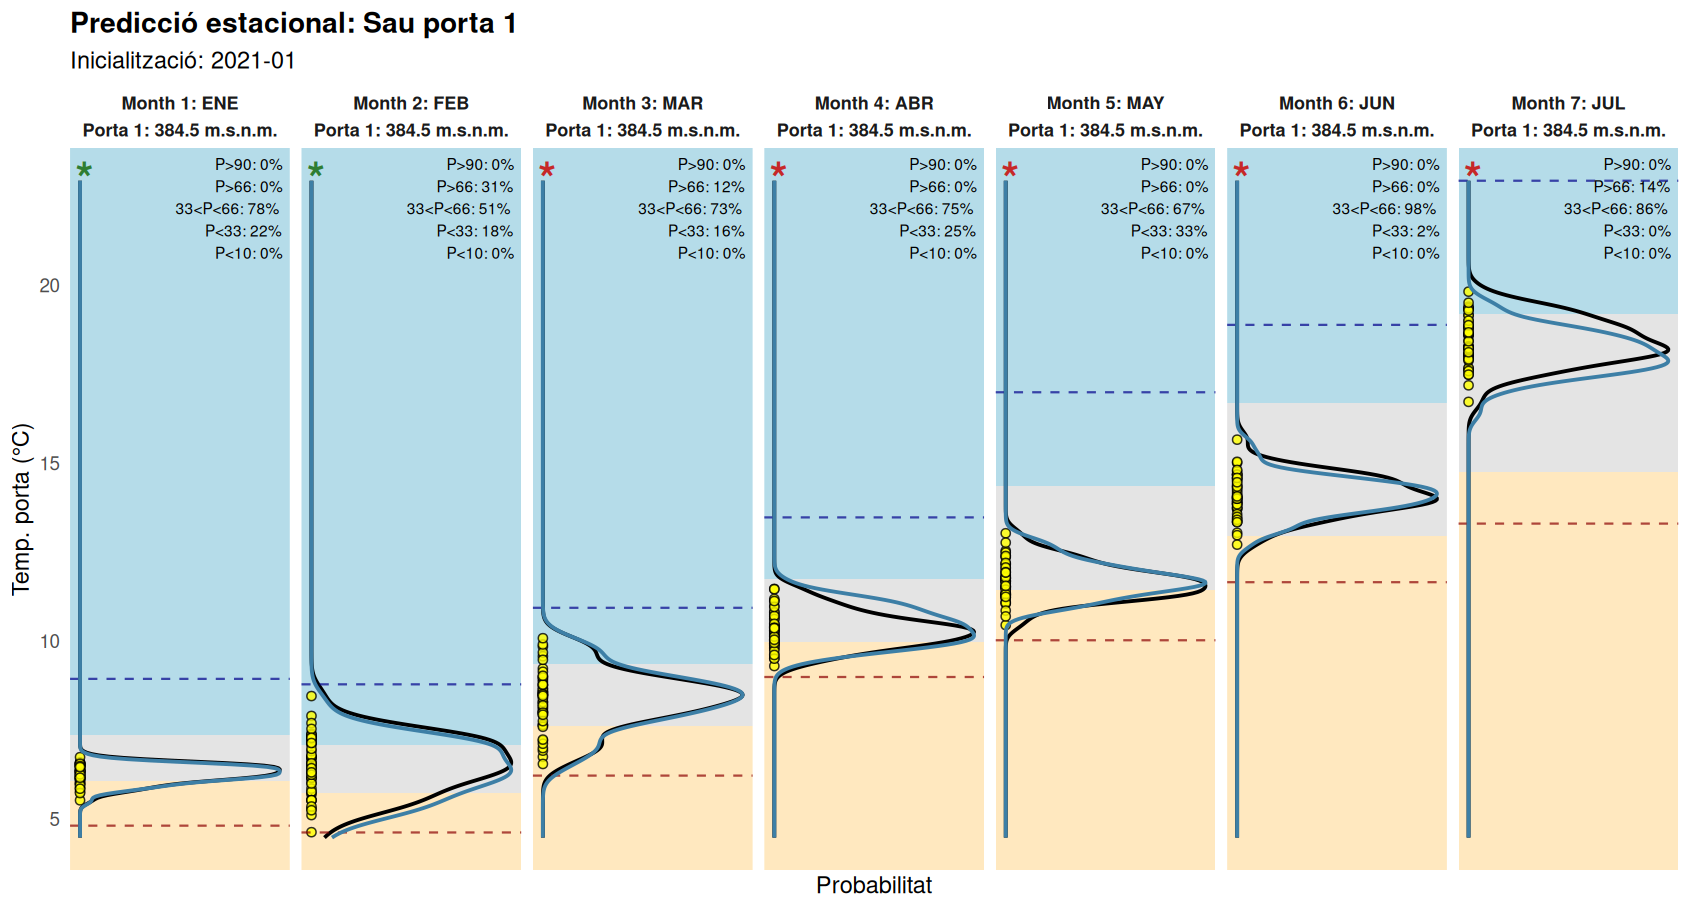 Predicció estacional: Sau porta 1
Inicialització: 2021-01
Month 1: ENE
Porta 1: 384.5 m.s.n.m.
Month 2: FEB
Porta 1: 384.5 m.s.n.m.
Month 3: MAR
Porta 1: 384.5 m.s.n.m.
Month 4: ABR
Porta 1: 384.5 m.s.n.m.
Month 5: MAY
Porta 1: 384.5 m.s.n.m.
Month 6: JUN
Porta 1: 384.5 m.s.n.m.
Month 7: JUL
Porta 1: 384.5 m.s.n.m.
*
P>90: 0%
P>66: 0%
33<P<66: 78%
P<33: 22%
P<10: 0%
*
P>90: 0%
P>66: 31%
33<P<66: 51%
P<33: 18%
P<10: 0%
*
P>90: 0%
P>66: 12%
33<P<66: 73%
P<33: 16%
P<10: 0%
*
P>90: 0%
P>66: 0%
33<P<66: 75%
P<33: 25%
P<10: 0%
*
P>90: 0%
P>66: 0%
33<P<66: 67%
P<33: 33%
P<10: 0%
*
P>90: 0%
P>66: 0%
33<P<66: 98%
P<33: 2%
P<10: 0%
*
P>90: 0%
P>66: 14%
33<P<66: 86%
P<33: 0%
P<10: 0%
Temp. porta (°C)
20
15
10
5
Probabilitat